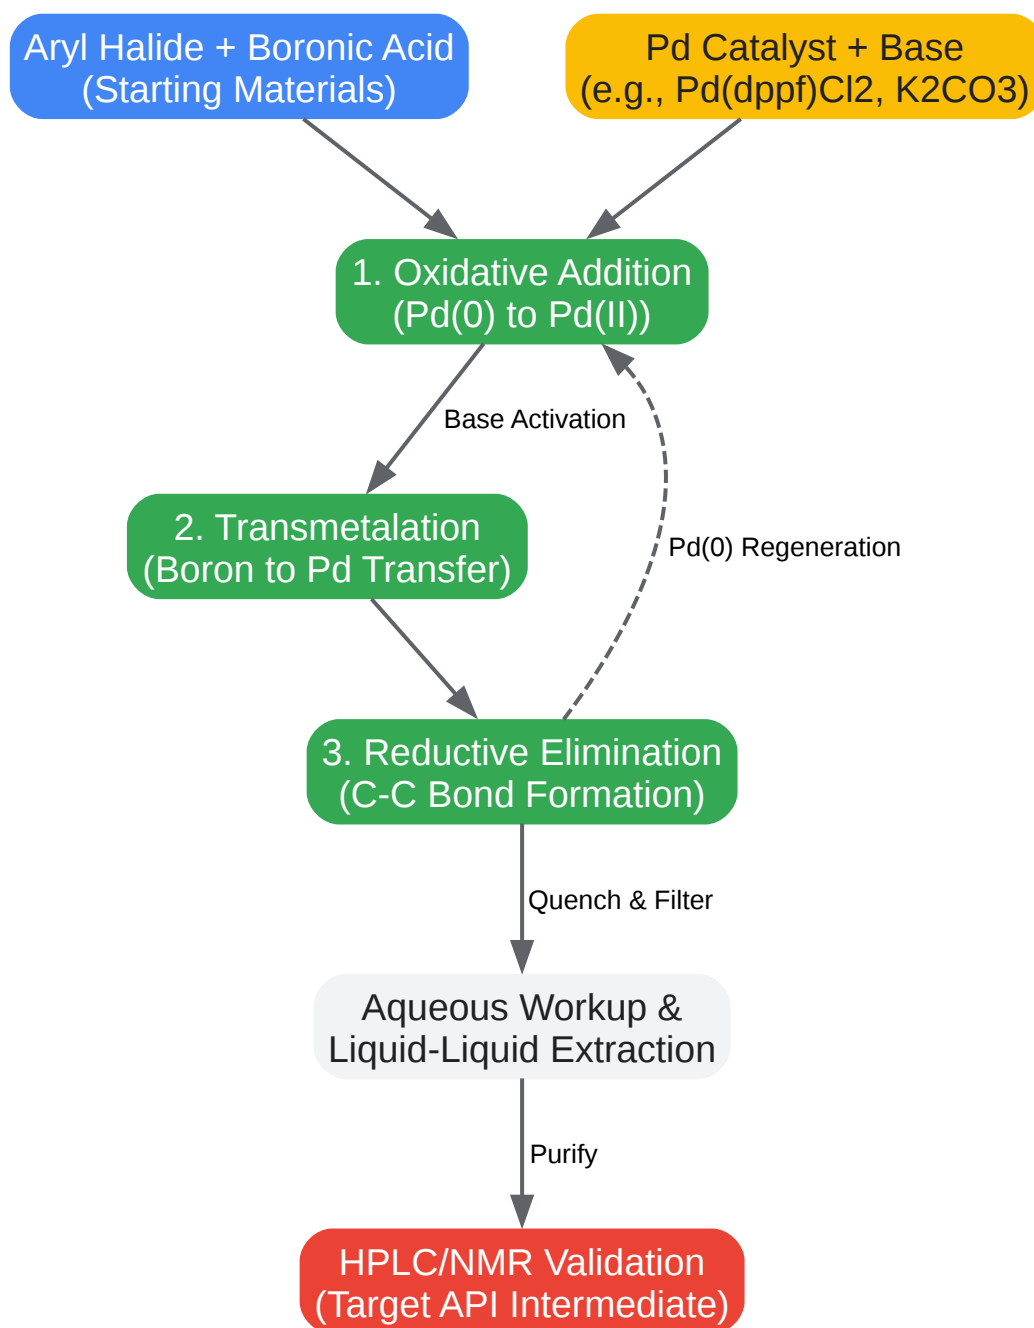 Aryl Halide + Boronic Acid
(Starting Materials)
Pd Catalyst + Base
(e.g., Pd(dppf)Cl2, K2CO3)
1. Oxidative Addition
(Pd(0) to Pd(II))
Base Activation
2. Transmetalation
(Boron to Pd Transfer)
Pd(0) Regeneration
3. Reductive Elimination
(C-C Bond Formation)
Quench & Filter
Aqueous Workup &
Liquid-Liquid Extraction
Purify
HPLC/NMR Validation
(Target API Intermediate)